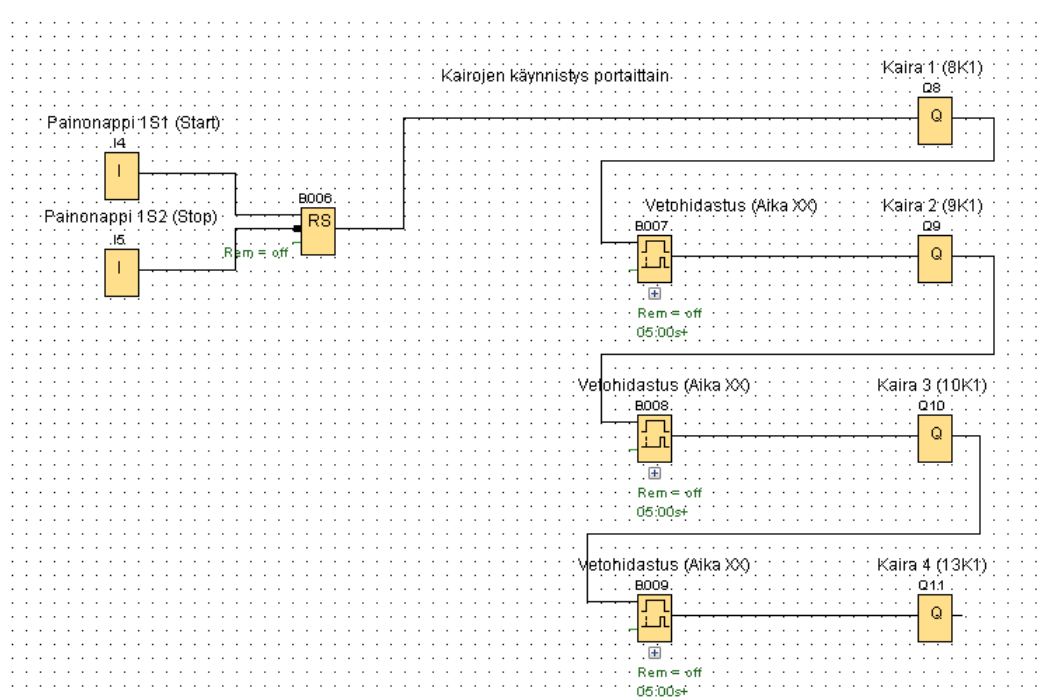 Kairojen käynnistys portaittain
Kaira 1 (8K1)
Q8
Q
Painonappi 1S1 (Start)
I4
I
B006
RS
Rem = off
Painonappi 1S2 (Stop)
I5
I
Vetohidastus (Aika XX)
B007
Rem = off
05:00s+
Kaira 2 (9K1)
Q9
Q
Vetohidastus (Aika XX)
B008
Rem = off
05:00s+
Kaira 3 (10K1)
Q10
Q
Vetohidastus (Aika XX)
B009
Rem = off
05:00s+
Kaira 4 (13K1)
Q11
Q